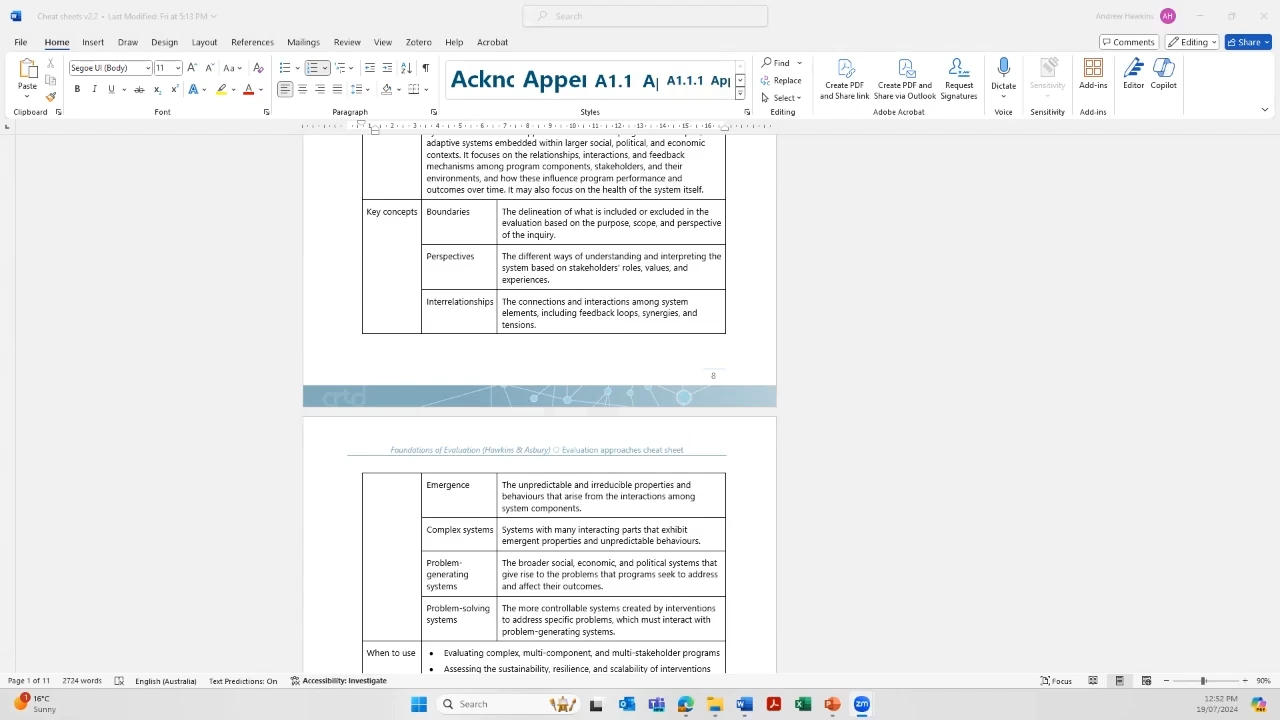 Cheat sheets v2.2 • Last Modified: Fri at 5:13 PM
Search
Andrew Hawkins
AH
File Home Insert Draw Design Layout References Mailings Review View Zotero Help Acrobat
Comments Editing Share
Paste
Segoe UI (Body) 11
Ackno Appen A1.1 A A1.1.1 App
Find
Replace
Select
Create PDF and Share link
Create PDF and Share via Outlook
Request Signatures
Dictate
Sensitivity
Add-ins
Editor
Copilot
Clipboard Font Paragraph Styles Editing Adobe Acrobat Voice Sensitivity Add-ins
adaptive systems embedded within larger social, political, and economic
contexts. It focuses on the relationships, interactions, and feedback
mechanisms among program components, stakeholders, and their
environments, and how these influence program performance and
outcomes over time. It may also focus on the health of the system itself.
Key concepts
Boundaries
The delineation of what is included or excluded in the
evaluation based on the purpose, scope, and perspective
of the inquiry.
Perspectives
The different ways of understanding and interpreting the
system based on stakeholders' roles, values, and
experiences.
Interrelationships
The connections and interactions among system
elements, including feedback loops, synergies, and
tensions.
8
artd
Foundations of Evaluation (Hawkins & Asbury) ○ Evaluation approaches cheat sheet
Emergence
The unpredictable and irreducible properties and
behaviours that arise from the interactions among
system components.
Complex systems
Systems with many interacting parts that exhibit
emergent properties and unpredictable behaviours.
Problem-
generating
systems
The broader social, economic, and political systems that
give rise to the problems that programs seek to address
and affect their outcomes.
Problem-solving
systems
The more controllable systems created by interventions
to address specific problems, which must interact with
problem-generating systems.
When to use
• Evaluating complex, multi-component, and multi-stakeholder programs
• Assessing the sustainability, resilience, and scalability of interventions
Page 1 of 11 2724 words English (Australia) Text Predictions: On Accessibility: Investigate Focus 90%
16°C
Sunny
Search
12:52 PM
19/07/2024